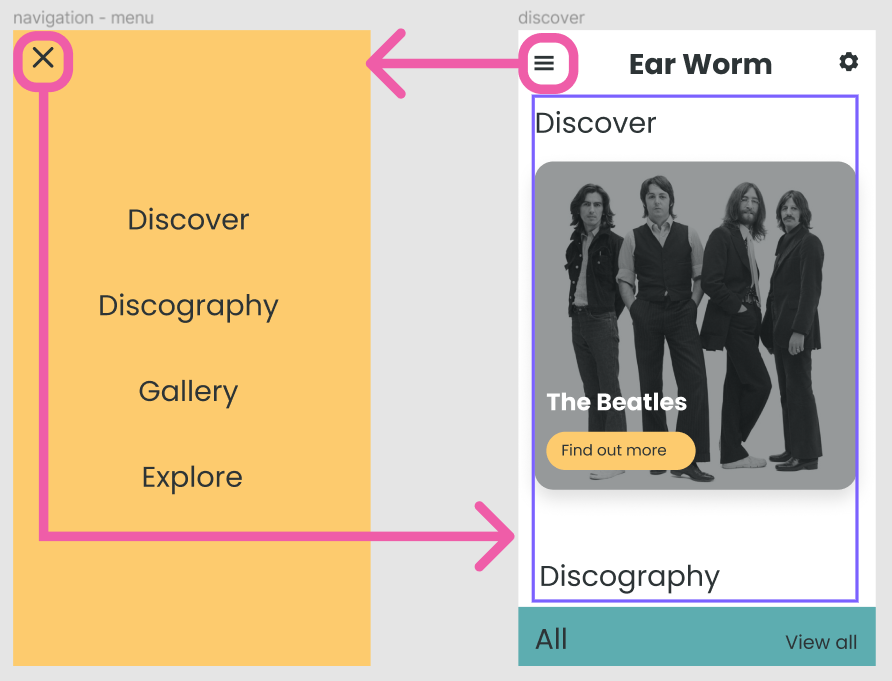 navigation - menu
Discover
Discography
Gallery
Explore
discover
Ear Worm
Discover
The Beatles
Find out more
Discography
All
View all